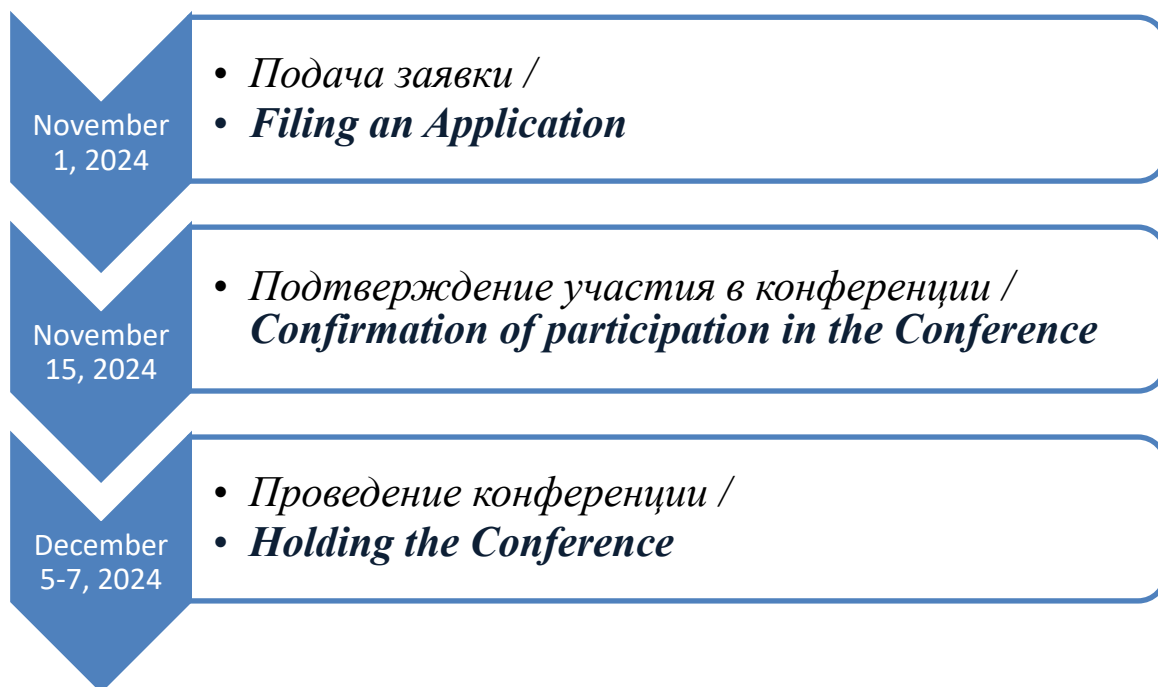 November
1, 2024
• Подача заявки /
• Filing an Application
November
15, 2024
• Подтверждение участия в конференции /
Confirmation of participation in the Conference
December
5-7, 2024
• Проведение конференции /
• Holding the Conference